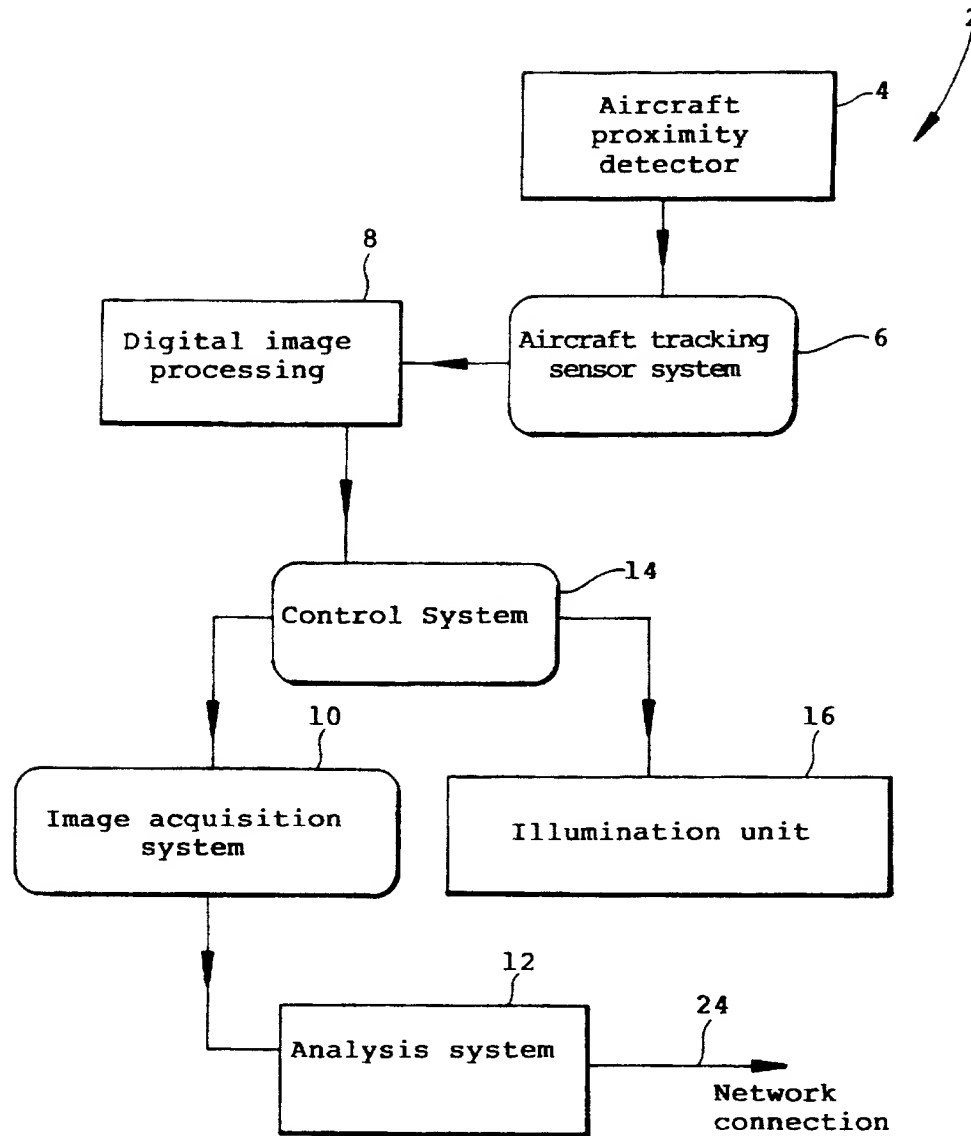 2
Aircraft
proximity
detector
4
8
Digital image
processing
Aircraft tracking
sensor system
6
Control System
14
10
16
Image acquisition
system
Illumination unit
12
Analysis system
24
Network
connection